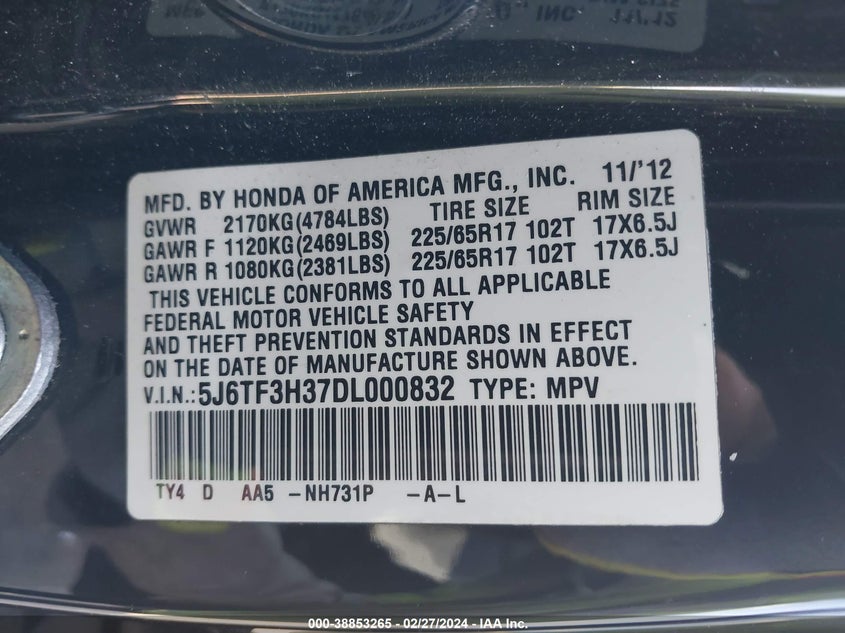 INC. 11/'12
MFD. BY HONDA OF AMERICA MFG., INC. 11/'12
GVWR 2170KG(4784LBS) TIRE SIZE RIM SIZE
GAWR F 1120KG(2469LBS) 225/65R17 102T 17X6.5J
GAWR R 1080KG(2381LBS) 225/65R17 102T 17X6.5J
THIS VEHICLE CONFORMS TO ALL APPLICABLE
FEDERAL MOTOR VEHICLE SAFETY
AND THEFT PREVENTION STANDARDS IN EFFECT
ON THE DATE OF MANUFACTURE SHOWN ABOVE.
V.I.N.:5J6TF3H37DL000832 TYPE: MPV
TY4 D AA5 -NH731P -A-L
000-38853265 - 02/27/2024 - IAA Inc.